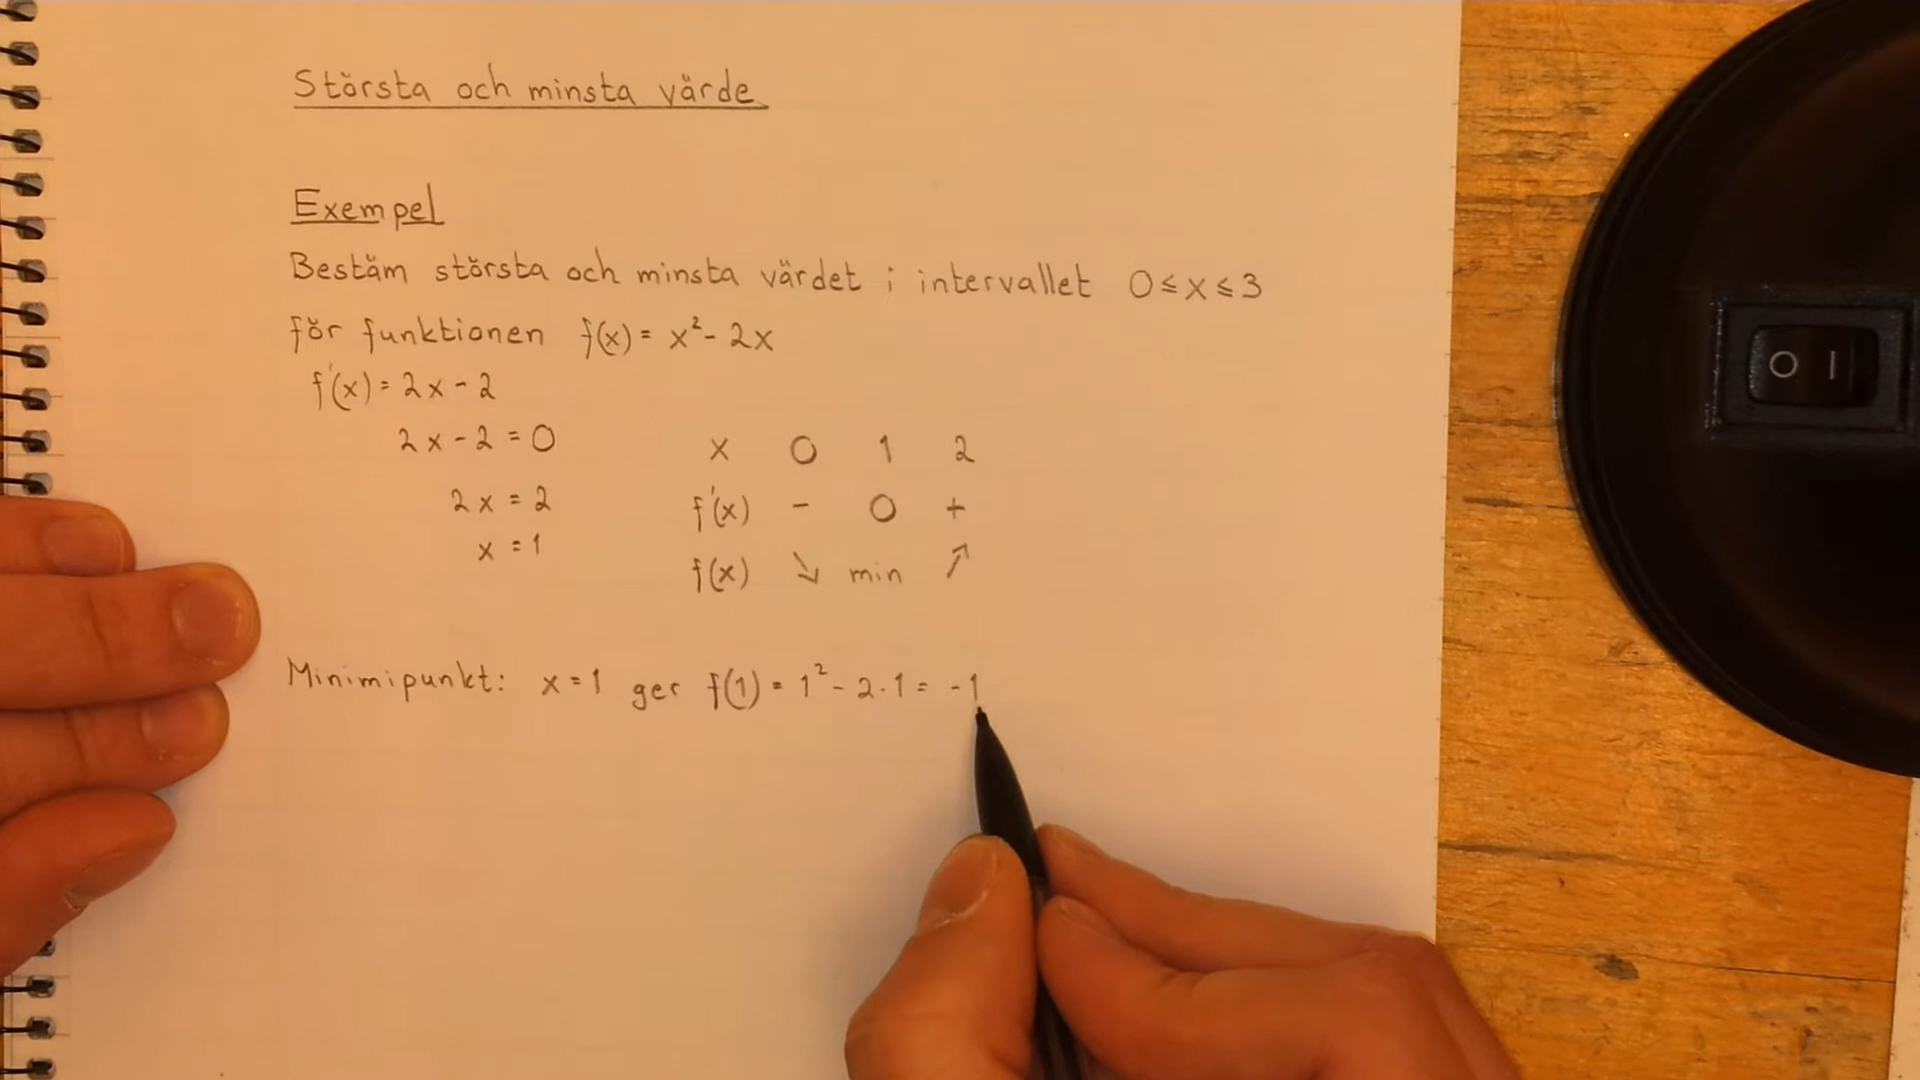 Största och minsta värde
Exempel
Bestäm största och minsta värdet i intervallet 0 ≤ x ≤ 3
för funktionen f(x) = x² - 2x
f'(x) = 2x - 2
2x - 2 = 0
2x = 2
x = 1
x 0 1 2
f'(x) - 0 +
f(x) ↘ min ↗
Minimipunkt: x = 1 ger f(1) = 1² - 2·1 = -1
O I